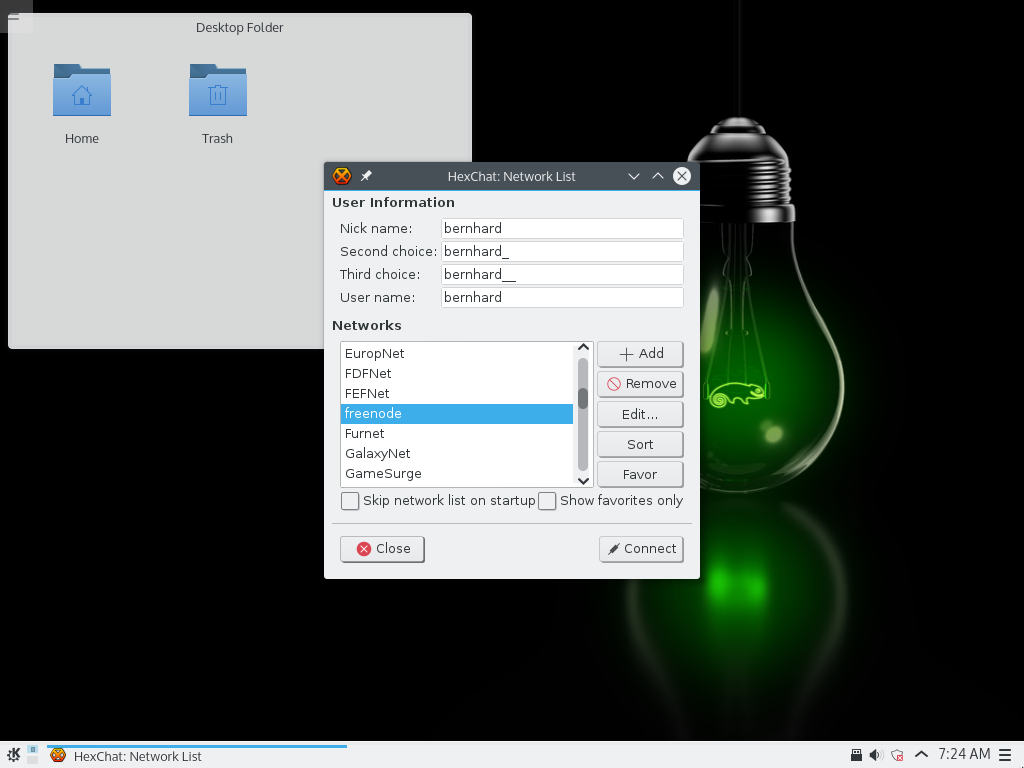 Desktop Folder
Home
Trash
HexChat: Network List
User Information
Nick name: bernhard
Second choice: bernhard_
Third choice: bernhard__
User name: bernhard
Networks
EuropNet
FDFNet
FEFNet
freenode
Furnet
GalaxyNet
GameSurge
Add
Remove
Edit...
Sort
Favor
Skip network list on startup
Show favorites only
Close
Connect
HexChat: Network List
7:24 AM